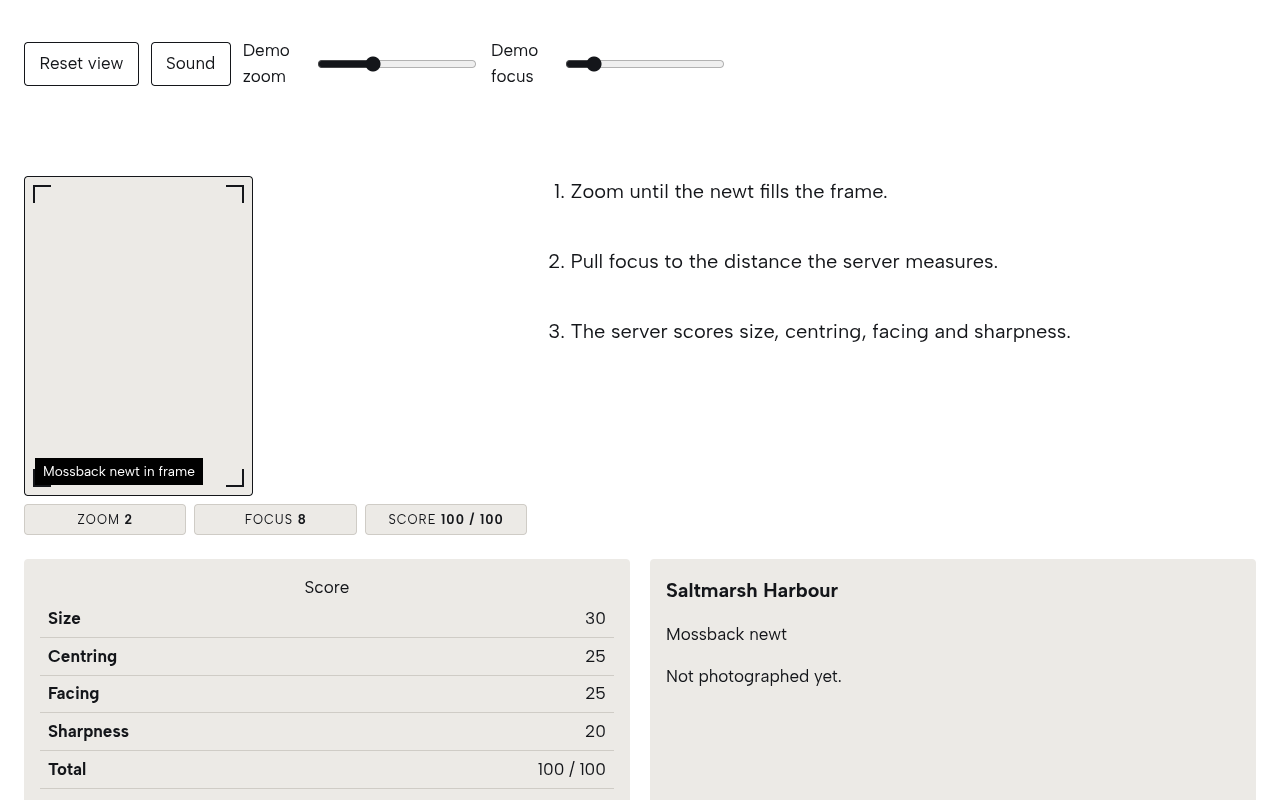 Reset view
Sound
Demo
zoom
Demo
focus
1. Zoom until the newt fills the frame.
2. Pull focus to the distance the server measures.
3. The server scores size, centring, facing and sharpness.
Mossback newt in frame
ZOOM 2
FOCUS 8
SCORE 100 / 100
Score
Size 30
Centring 25
Facing 25
Sharpness 20
Total 100 / 100
Saltmarsh Harbour
Mossback newt
Not photographed yet.